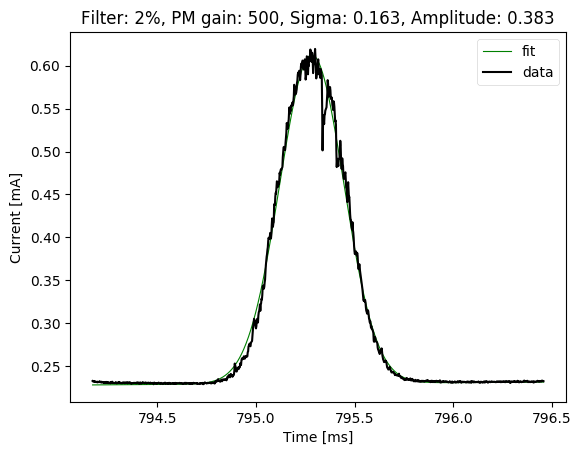 Filter: 2%, PM gain: 500, Sigma: 0.163, Amplitude: 0.383
fit
data
0.60
0.55
0.50
0.45
0.40
0.35
0.30
0.25
Current [mA]
794.5 795.0 795.5 796.0 796.5
Time [ms]